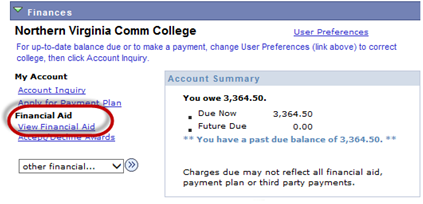 Finances
Northern Virginia Comm College
User Preferences
For up-to-date balance due or to make a payment, change User Preferences (link above) to correct
college, then click Account Inquiry.
My Account
Account Inquiry
Apply for Payment Plan
Financial Aid
View Financial Aid
Accept/Decline Awards
other financial...
Account Summary
You owe 3,364.50.
Due Now 3,364.50
Future Due 0.00
** You have a past due balance of 3,364.50. **
Charges due may not reflect all financial aid,
payment plan or third party payments.